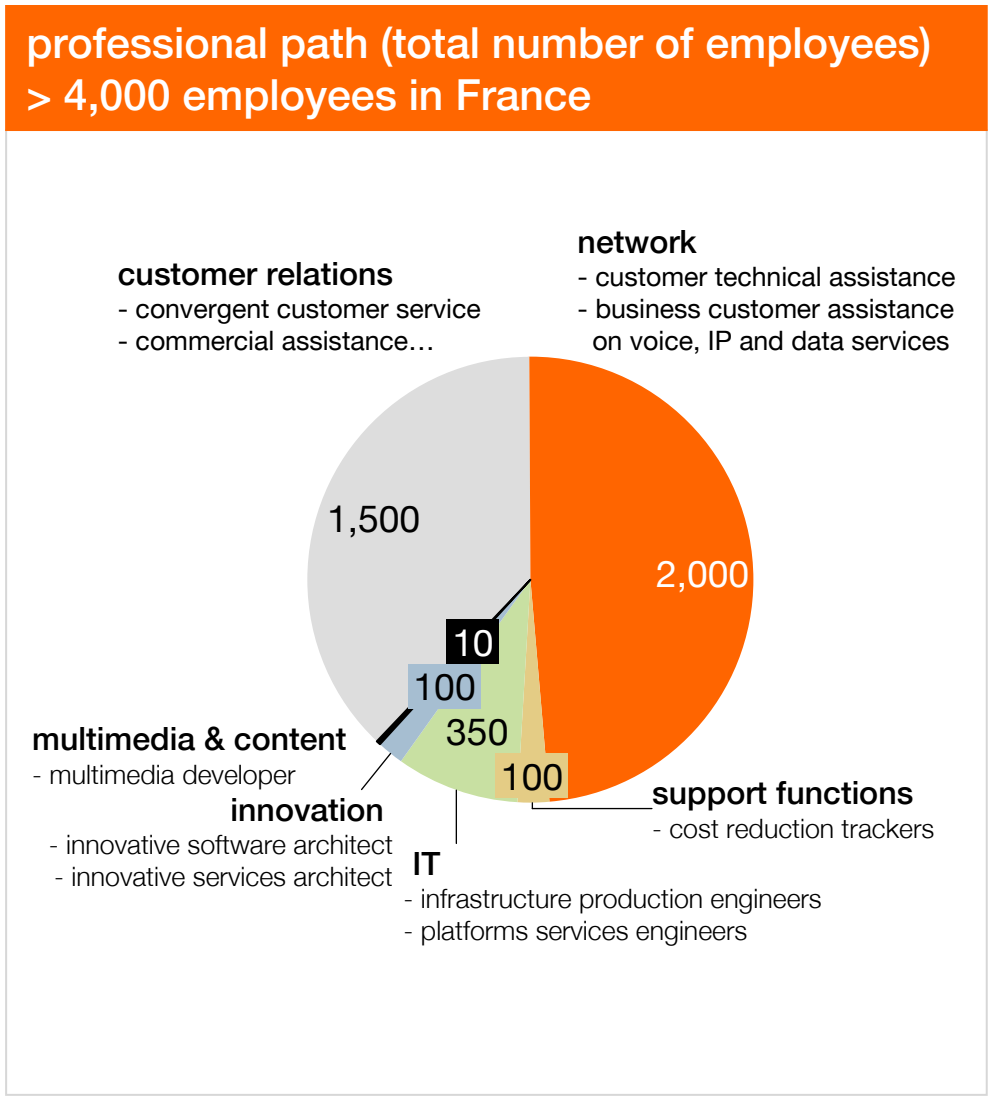 professional path (total number of employees)
> 4,000 employees in France
network
- customer technical assistance
- business customer assistance
on voice, IP and data services
customer relations
- convergent customer service
- commercial assistance…
1,500
2,000
10
100
350
100
multimedia & content
- multimedia developer
innovation
- innovative software architect
- innovative services architect
IT
- infrastructure production engineers
- platforms services engineers
support functions
- cost reduction trackers